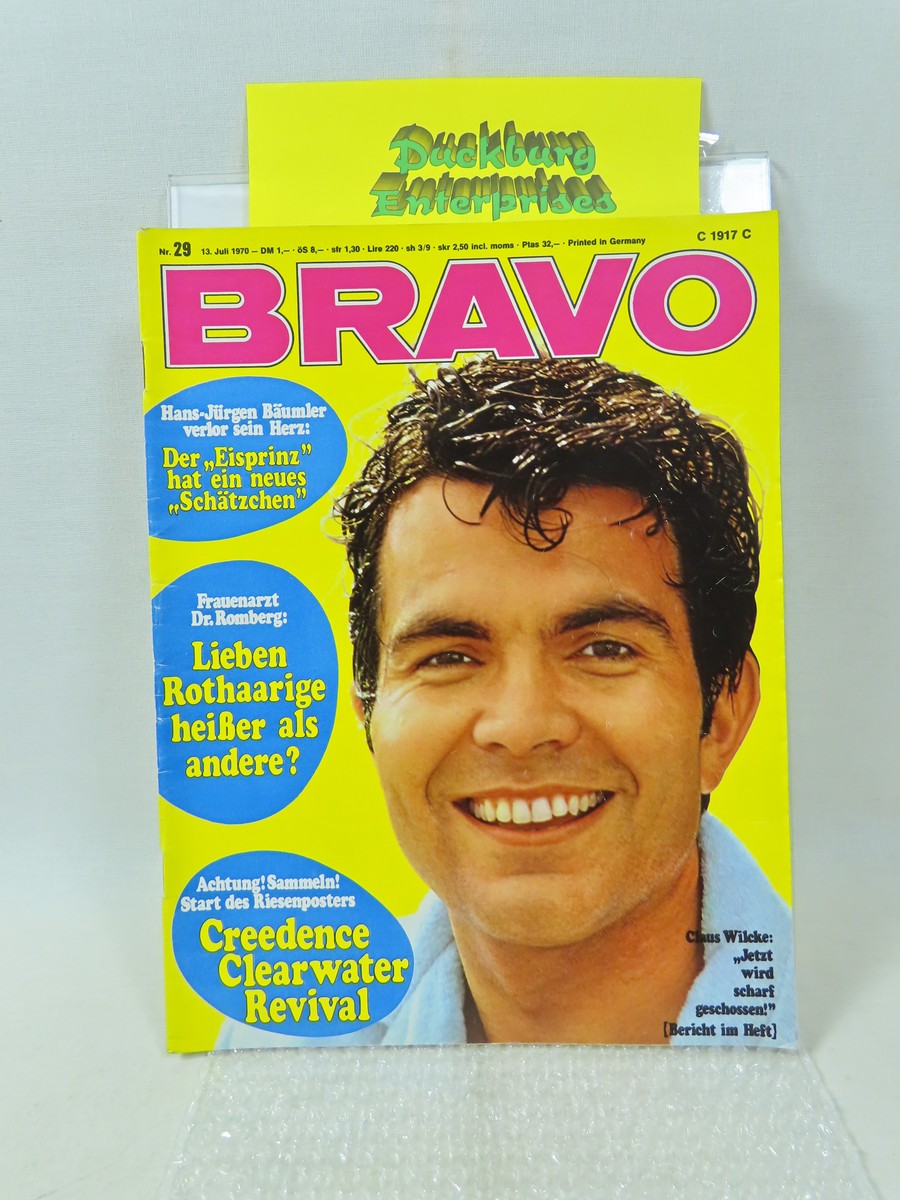 Duckburg
Enterprises
Nr. 29 13. Juli 1970 — DM 1,– · öS 8,– · sfr 1,30 · Lire 220 · sh 3/9 · skr 2,50 incl. moms · Ptas 32,– · Printed in Germany C 1917 C
BRAVO
Hans-Jürgen Bäumler
verlor sein Herz:
Der „Eisprinz”
hat ein neues
„Schätzchen”
Frauenarzt
Dr. Romberg:
Lieben
Rothaarige
heißer als
andere?
Achtung! Sammeln!
Start des Riesenposters
Creedence
Clearwater
Revival
Claus Wilcke:
„Jetzt
wird
scharf
geschossen!”
[Bericht im Heft]